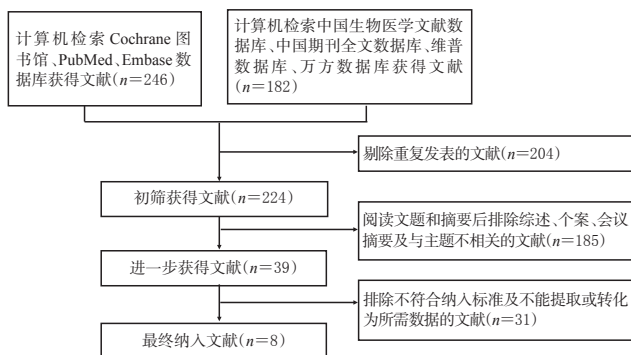 计算机检索 Cochrane 图
书馆、PubMed、Embase 数
据库获得文献(n=246)
计算机检索中国生物医学文献数
据库、中国期刊全文数据库、维普
数据库、万方数据库获得文献
(n=182)
剔除重复发表的文献(n=204)
初筛获得文献(n=224)
阅读文题和摘要后排除综述、个案、会议
摘要及与主题不相关的文献(n=185)
进一步获得文献(n=39)
排除不符合纳入标准及不能提取或转化
为所需数据的文献(n=31)
最终纳入文献(n=8)